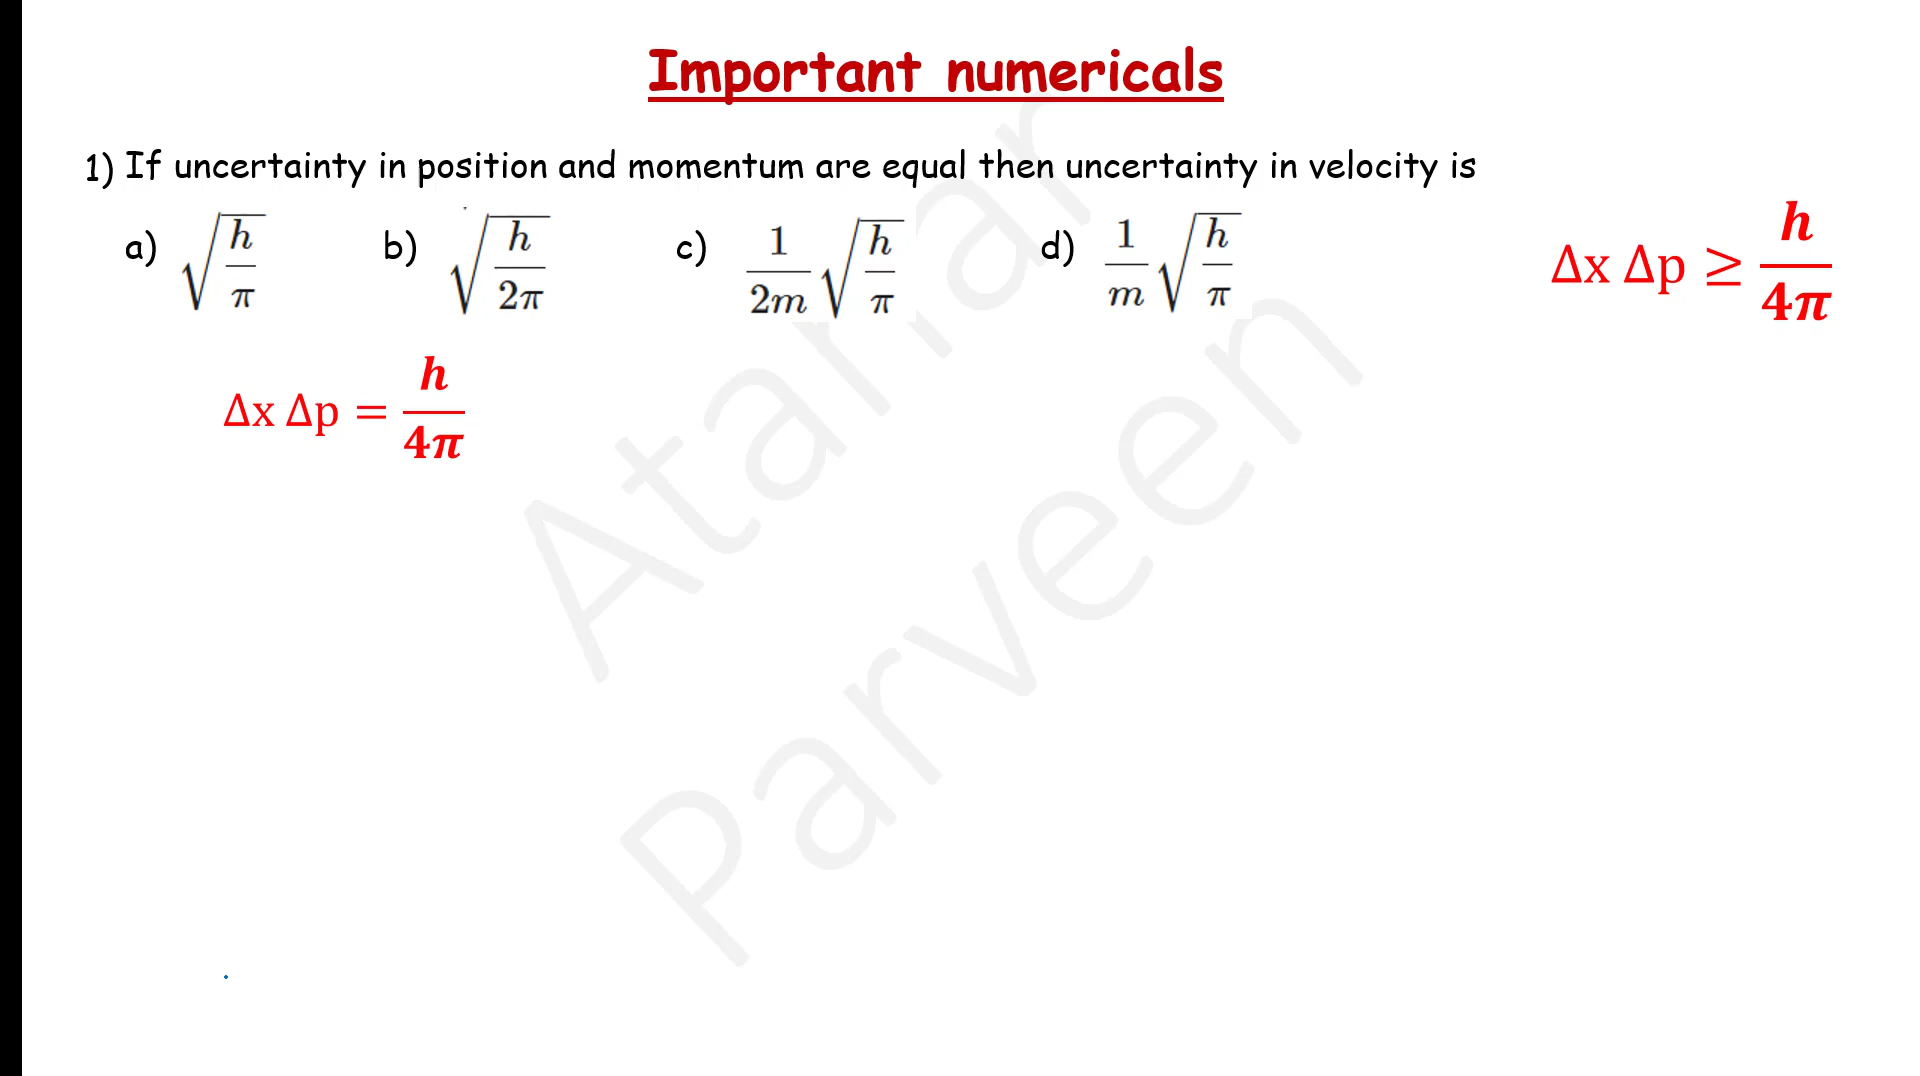 Important numericals
1) If uncertainty in position and momentum are equal then uncertainty in velocity is
a) √(h/π) b) √(h/2π) c) 1/2m √(h/π) d) 1/m √(h/π)
Δx Δp ≥ h/4π
Δx Δp = h/4π
Atahar
Parveen